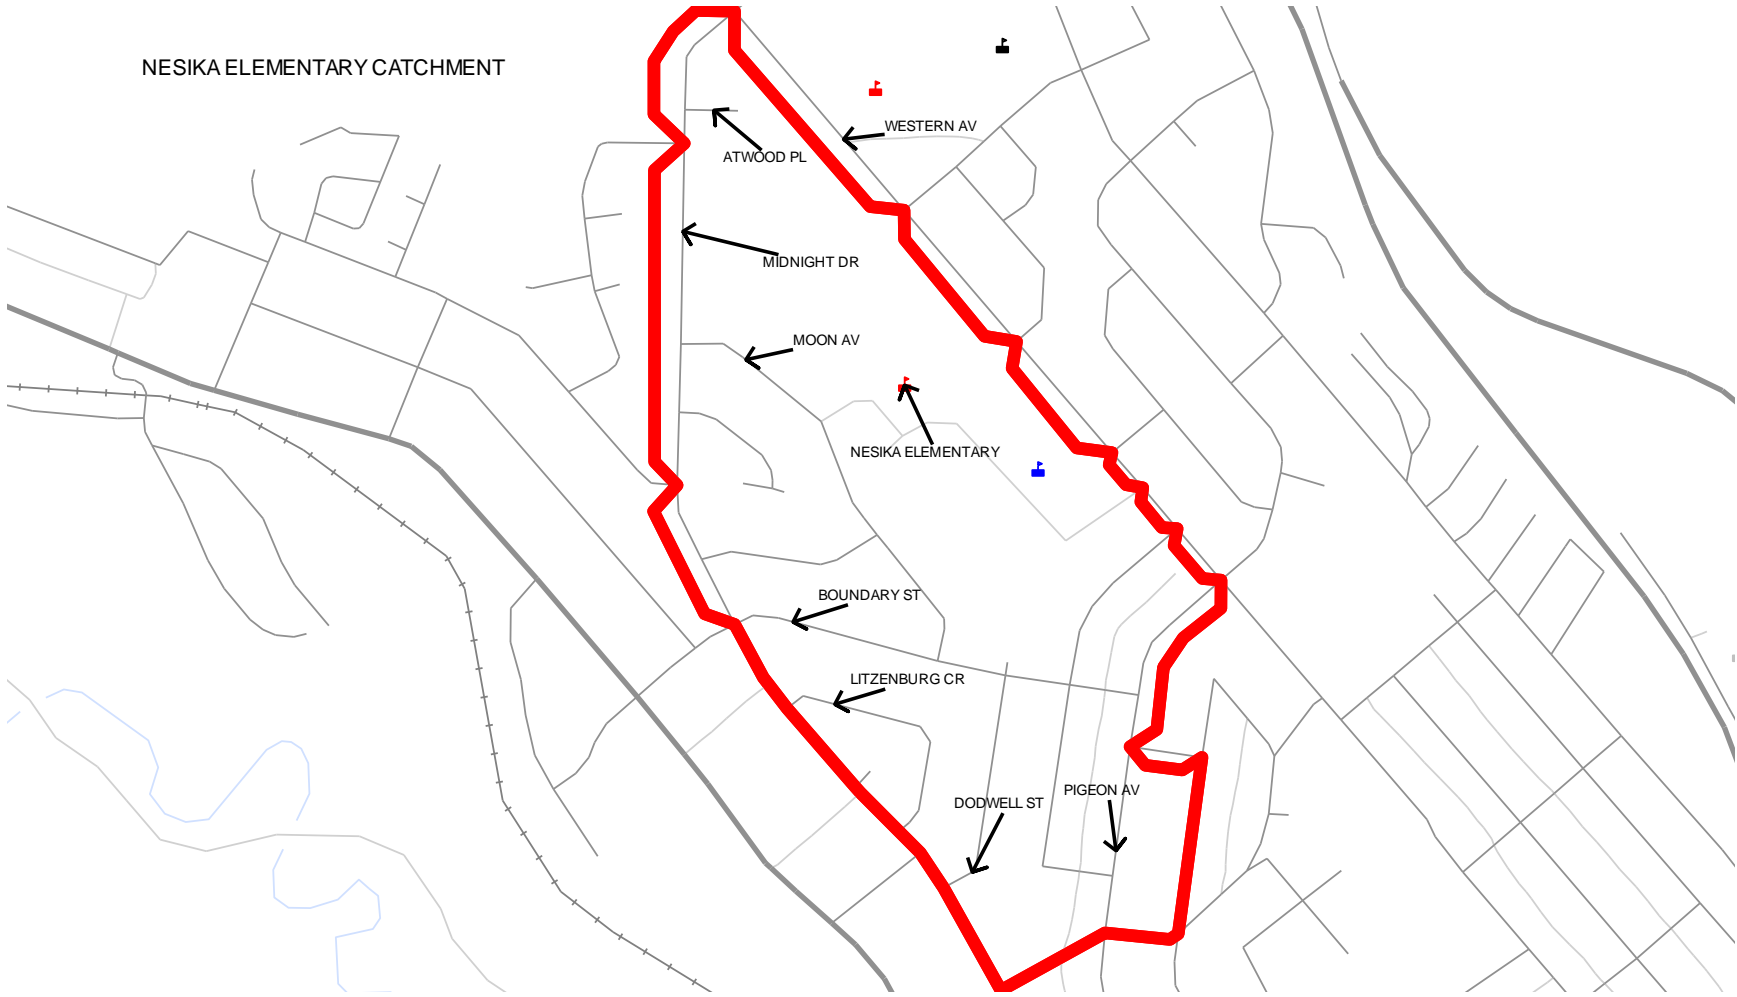 NESIKA ELEMENTARY CATCHMENT
WESTERN AV
ATWOOD PL
MIDNIGHT DR
MOON AV
NESIKA ELEMENTARY
BOUNDARY ST
LITZENBURG CR
PIGEON AV
DODWELL ST